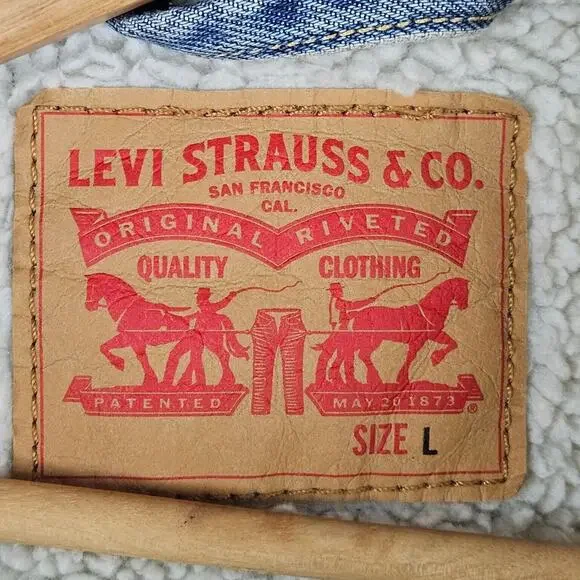 LEVI STRAUSS & CO.
SAN FRANCISCO
CAL.
ORIGINAL RIVETED
QUALITY CLOTHING
PATENTED MAY 20 1873 ®
SIZE L